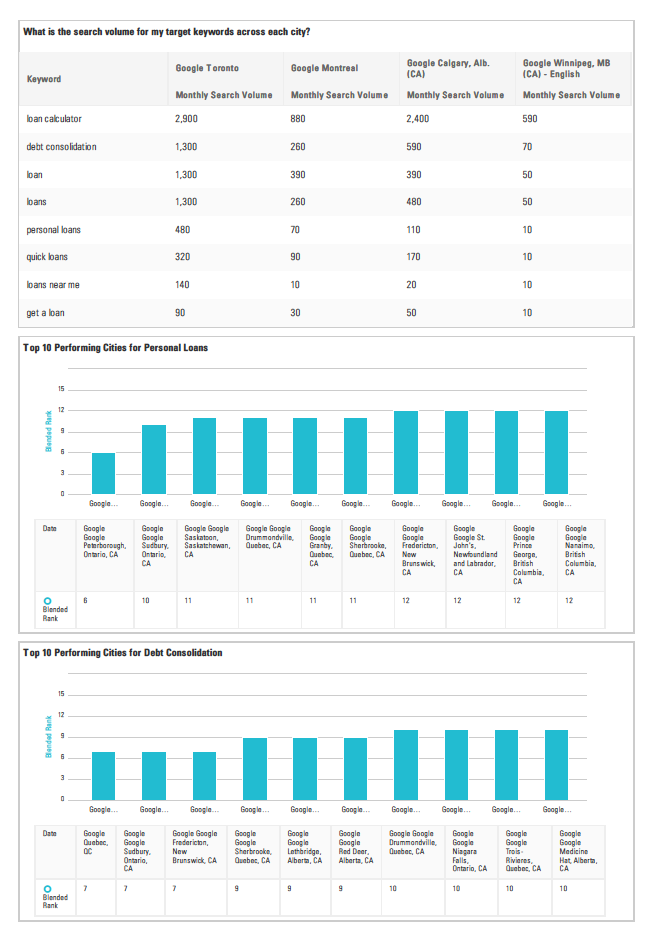 What is the search volume for my target keywords across each city?
Keyword
Google Toronto
Google Montreal
Google Calgary, Alb.
(CA)
Google Winnipeg, MB
(CA) - English
Monthly Search Volume Monthly Search Volume Monthly Search Volume Monthly Search Volume
loan calculator 2,900 880 2,400 590
debt consolidation 1,300 260 590 70
loan 1,300 390 390 50
loans 1,300 260 480 50
personal loans 480 70 110 10
quick loans 320 90 170 10
loans near me 140 10 20 10
get a loan 90 30 50 10
Top 10 Performing Cities for Personal Loans
Blended Rank
15
12
9
6
3
0
Google... Google... Google... Google... Google... Google... Google... Google... Google... Google...
Date
Google
Google
Peterborough,
Ontario, CA
Google
Google
Sudbury,
Ontario,
CA
Google Google
Saskatoon,
Saskatchewan,
CA
Google Google
Drummondville,
Quebec, CA
Google
Google
Granby,
Quebec,
CA
Google
Google
Sherbrooke,
Quebec, CA
Google
Google
Fredericton,
New
Brunswick,
CA
Google
Google St.
John's,
Newfoundland
and Labrador,
CA
Google
Google
Prince
George,
British
Columbia,
CA
Google
Google
Nanaimo,
British
Columbia,
CA
Blended
Rank
6 10 11 11 11 11 12 12 12 12
Top 10 Performing Cities for Debt Consolidation
Blended Rank
15
12
9
6
3
0
Google... Google... Google... Google... Google... Google... Google... Google... Google... Google...
Date
Google
Quebec,
QC
Google
Google
Sudbury,
Ontario,
CA
Google Google
Fredericton,
New
Brunswick, CA
Google
Google
Sherbrooke,
Quebec, CA
Google
Google
Lethbridge,
Alberta, CA
Google
Google
Red Deer,
Alberta, CA
Google Google
Drummondville,
Quebec, CA
Google
Google
Niagara
Falls,
Ontario, CA
Google
Google
Trois-
Rivieres,
Quebec, CA
Google
Google
Medicine
Hat, Alberta,
CA
Blended
Rank
7 7 7 9 9 9 10 10 10 10